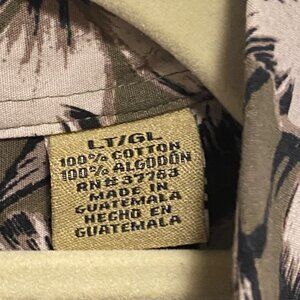 LT/GL
100% COTTON
100% ALGODÓN
RN# 37763
MADE IN
GUATEMALA
HECHO EN
GUATEMALA